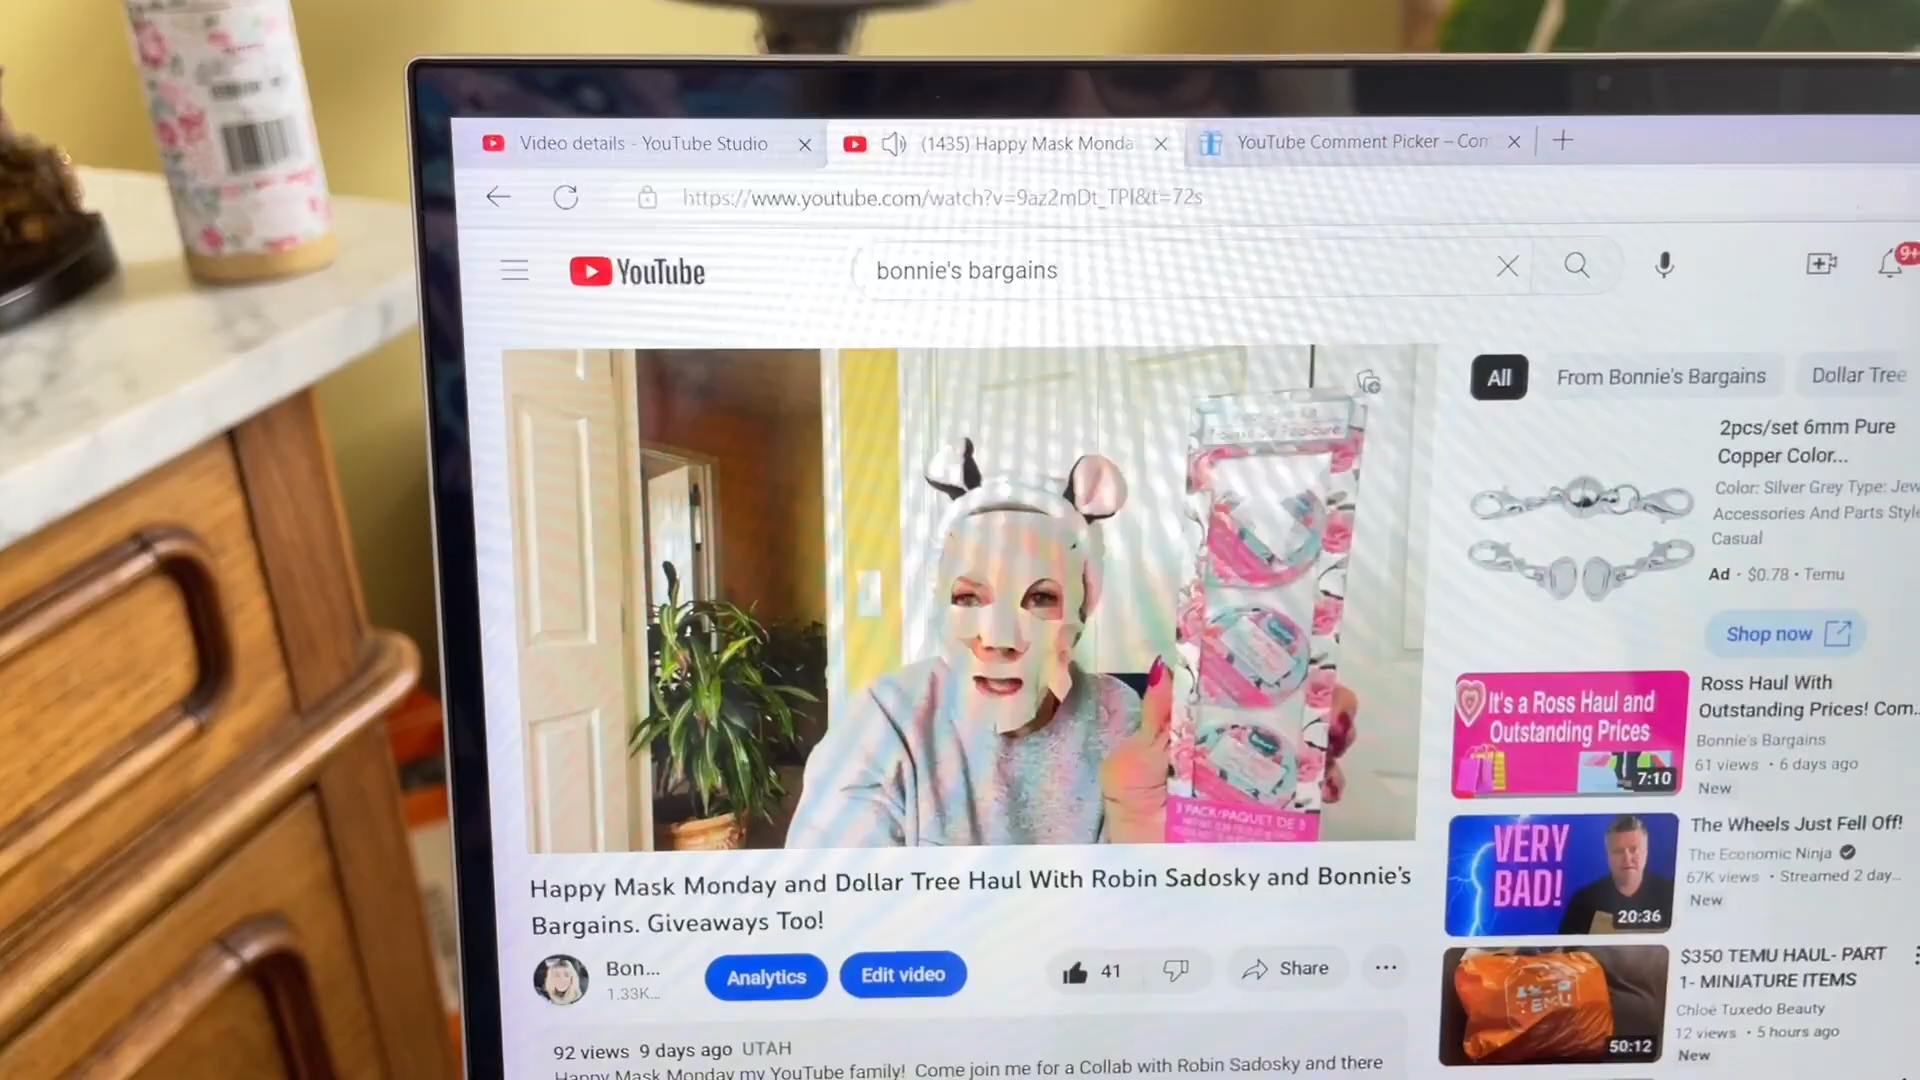 Video details - YouTube Studio
(1435) Happy Mask Monda
YouTube Comment Picker – Com
https://www.youtube.com/watch?v=9az2mDt_TPI&t=72s
YouTube
bonnie's bargains
9+
All
From Bonnie's Bargains
Dollar Tree
3 PACK/PAQUET DE 3
Happy Mask Monday and Dollar Tree Haul With Robin Sadosky and Bonnie's
Bargains. Giveaways Too!
Bon...
1.33K...
Analytics
Edit video
41
Share
92 views 9 days ago UTAH
Happy Mask Monday my YouTube family! Come join me for a Collab with Robin Sadosky and there
2pcs/set 6mm Pure
Copper Color...
Color: Silver Grey Type: Jew
Accessories And Parts Style
Casual
Ad • $0.78 • Temu
Shop now
It's a Ross Haul and
Outstanding Prices
7:10
Ross Haul With
Outstanding Prices! Com...
Bonnie's Bargains
61 views • 6 days ago
New
VERY
BAD!
20:36
The Wheels Just Fell Off!
The Economic Ninja
67K views • Streamed 2 day...
New
TEMU
50:12
$350 TEMU HAUL- PART
1- MINIATURE ITEMS
Chloé Tuxedo Beauty
12 views • 5 hours ago
New